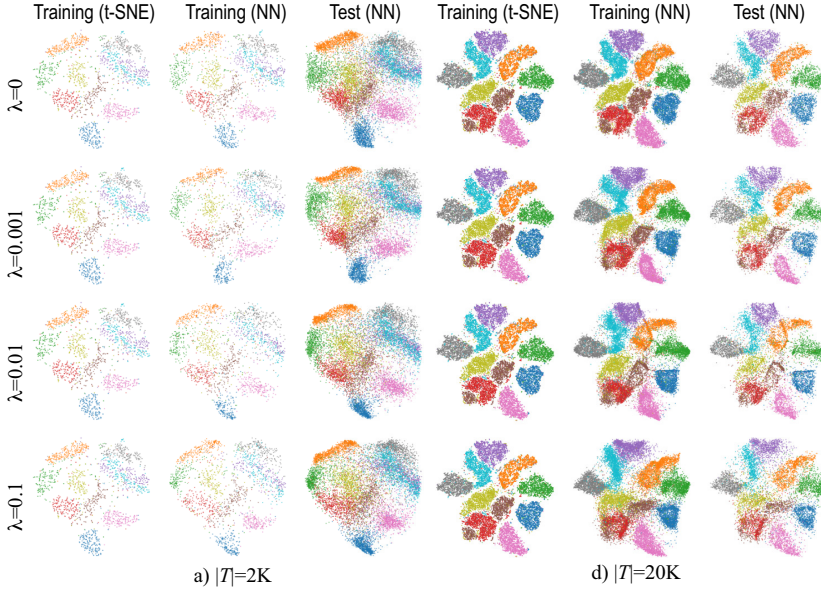 Training (t-SNE) Training (NN) Test (NN) Training (t-SNE) Training (NN) Test (NN)
λ=0
λ=0.001
λ=0.01
λ=0.1
a) |T|=2K d) |T|=20K